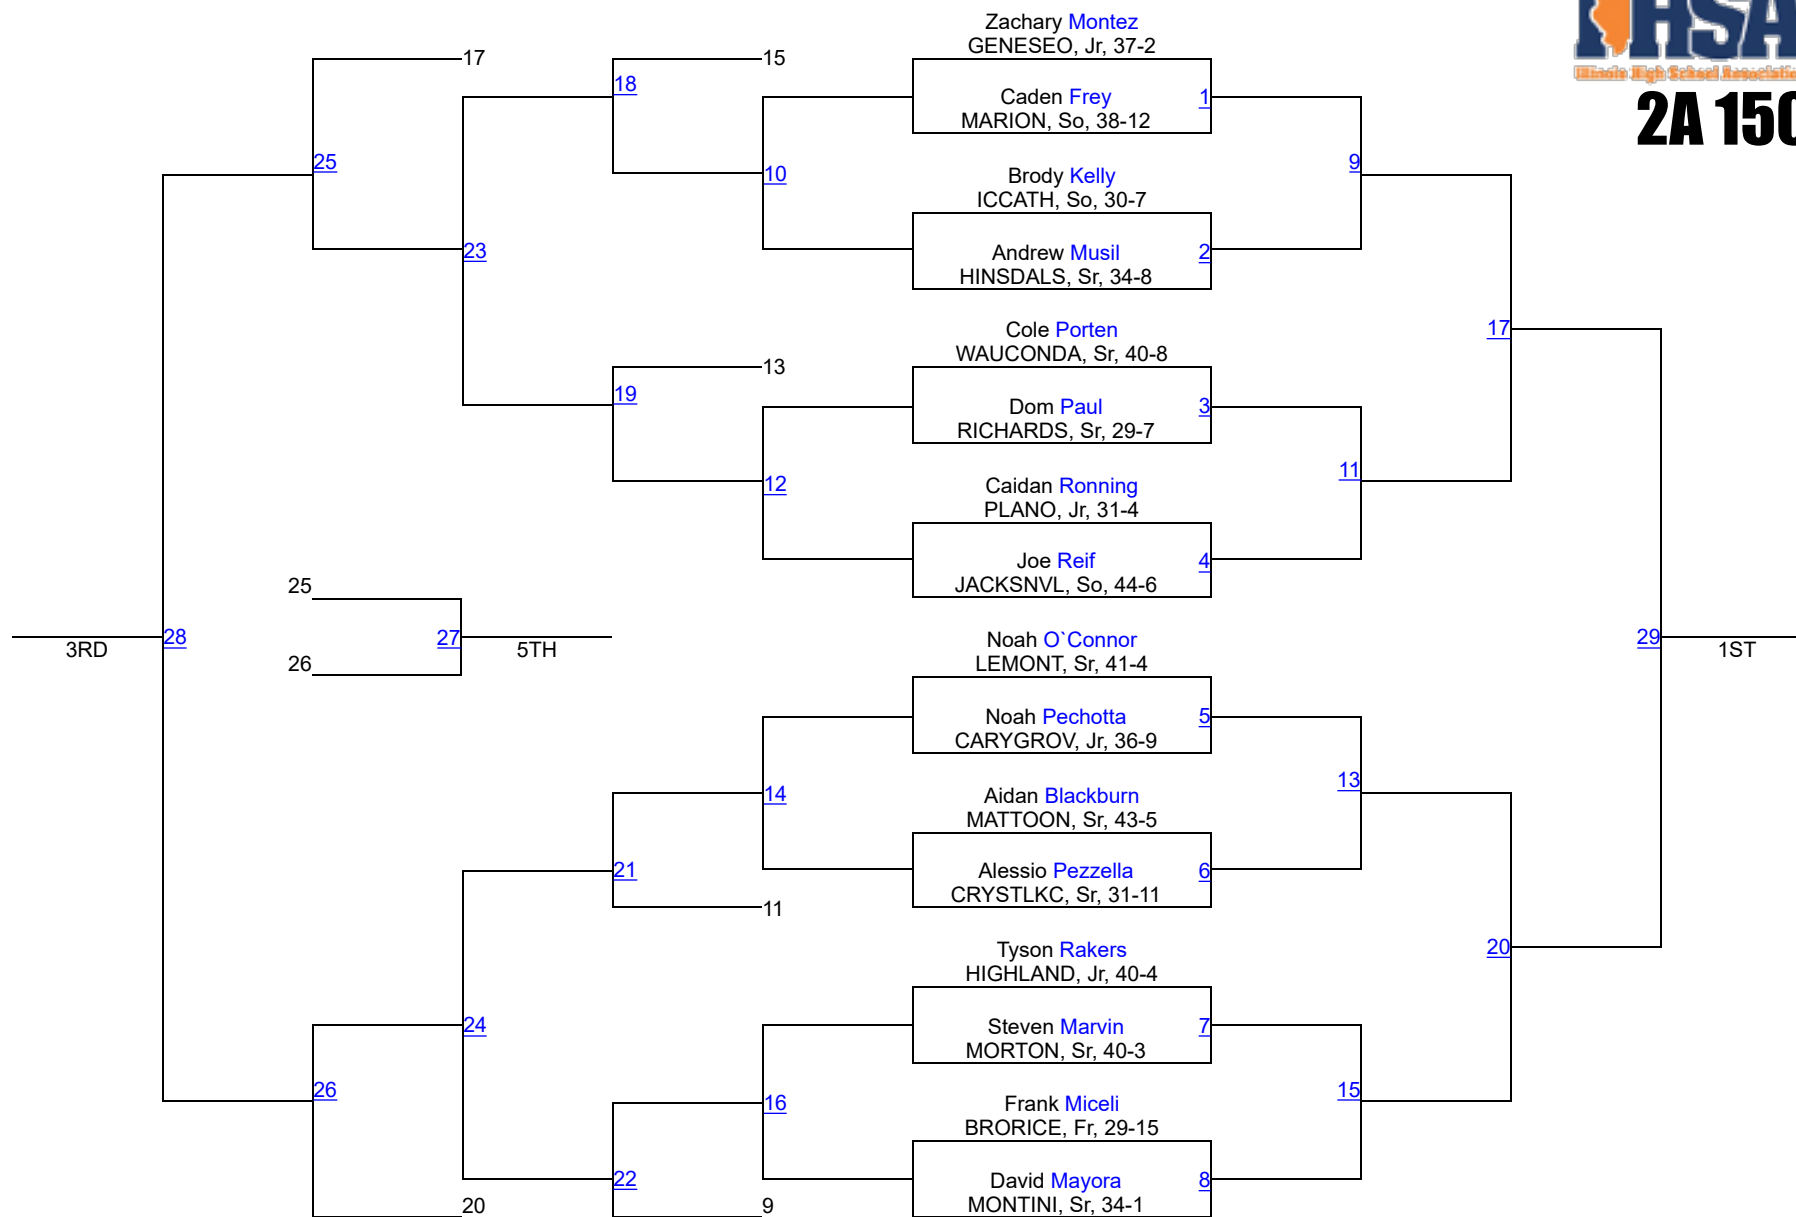 IHSA
Illinois High School Association
2A 150
Zachary Montez
GENESEO, Jr, 37-2
17
15
18
Caden Frey
1
MARION, So, 38-12
25
9
10
Brody Kelly
ICCATH, So, 30-7
23
Andrew Musil
2
HINSDALS, Sr, 34-8
Cole Porten
17
WAUCONDA, Sr, 40-8
13
19
Dom Paul
3
RICHARDS, Sr, 29-7
11
12
Caidan Ronning
PLANO, Jr, 31-4
Joe Reif
4
JACKSNVL, So, 44-6
25
28
27
Noah O`Connor
29
3RD
5TH
1ST
26
LEMONT, Sr, 41-4
Noah Pechotta
5
CARYGROV, Jr, 36-9
13
14
Aidan Blackburn
MATTOON, Sr, 43-5
21
Alessio Pezzella
6
CRYSTLKC, Sr, 31-11
11
Tyson Rakers
20
HIGHLAND, Jr, 40-4
24
Steven Marvin
7
MORTON, Sr, 40-3
26
15
16
Frank Miceli
BRORICE, Fr, 29-15
22
David Mayora
8
20
9
MONTINI, Sr, 34-1